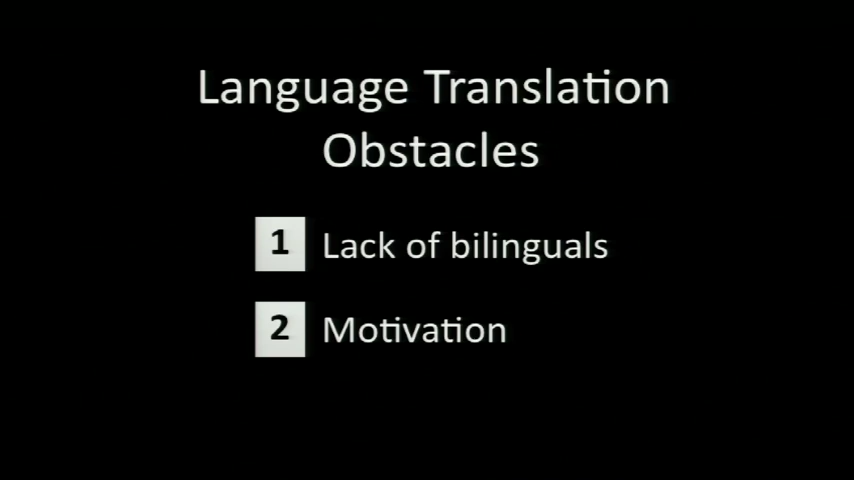 Language Translation
Obstacles
1 Lack of bilinguals
2 Motivation